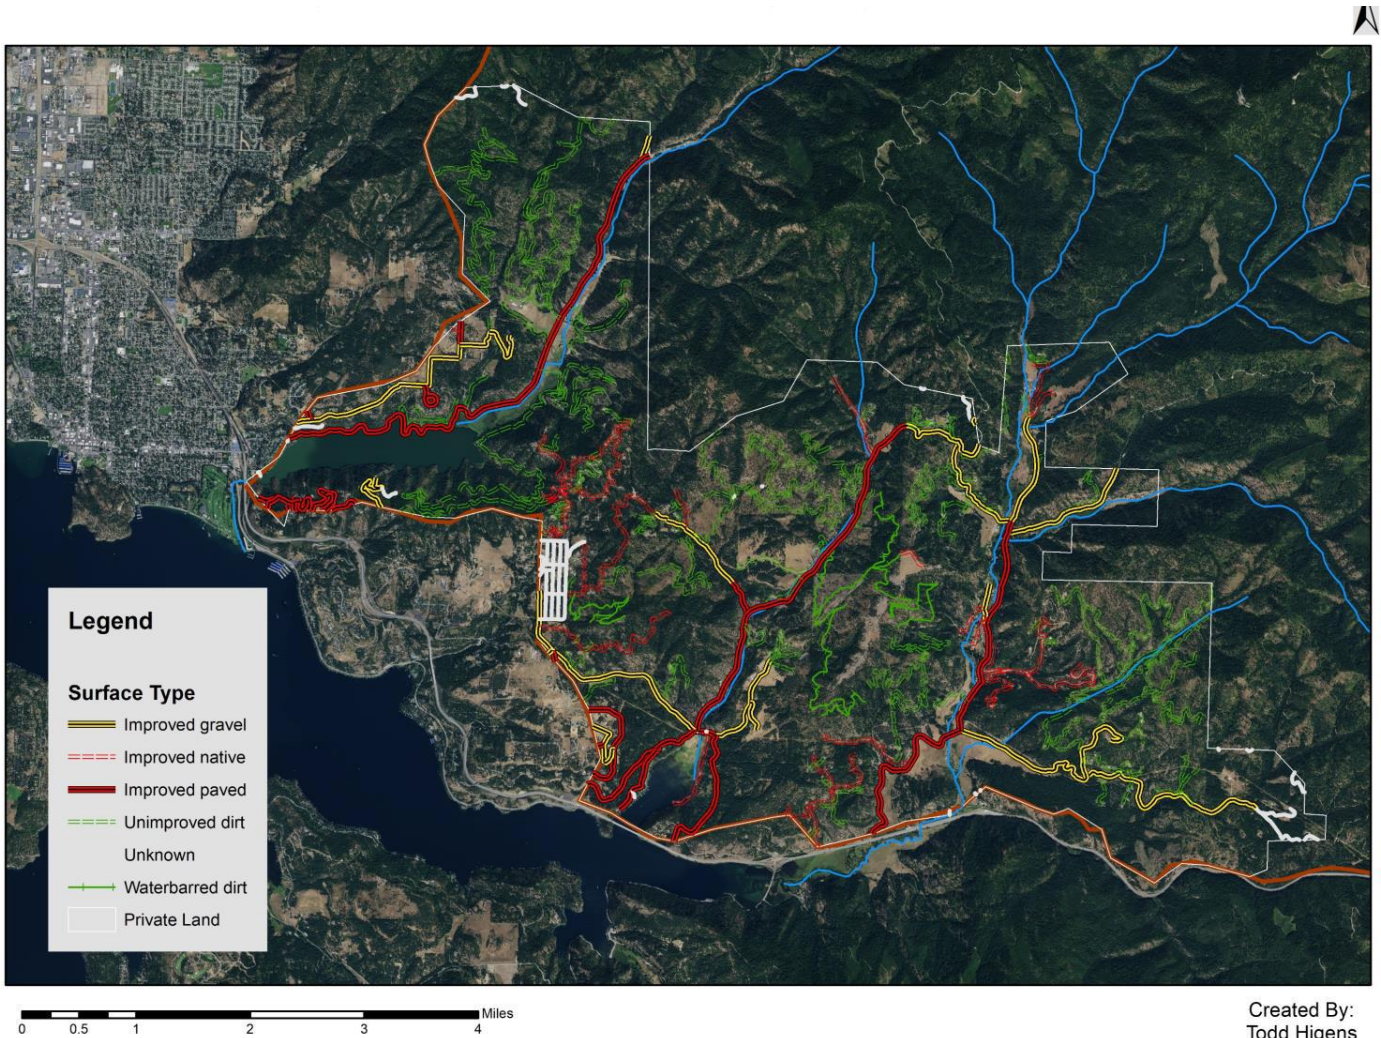 Legend
Surface Type
Improved gravel
Improved native
Improved paved
Unimproved dirt
Unknown
Waterbarred dirt
Private Land
Miles
0 0.5 1 2 3 4
Created By:
Todd Higens